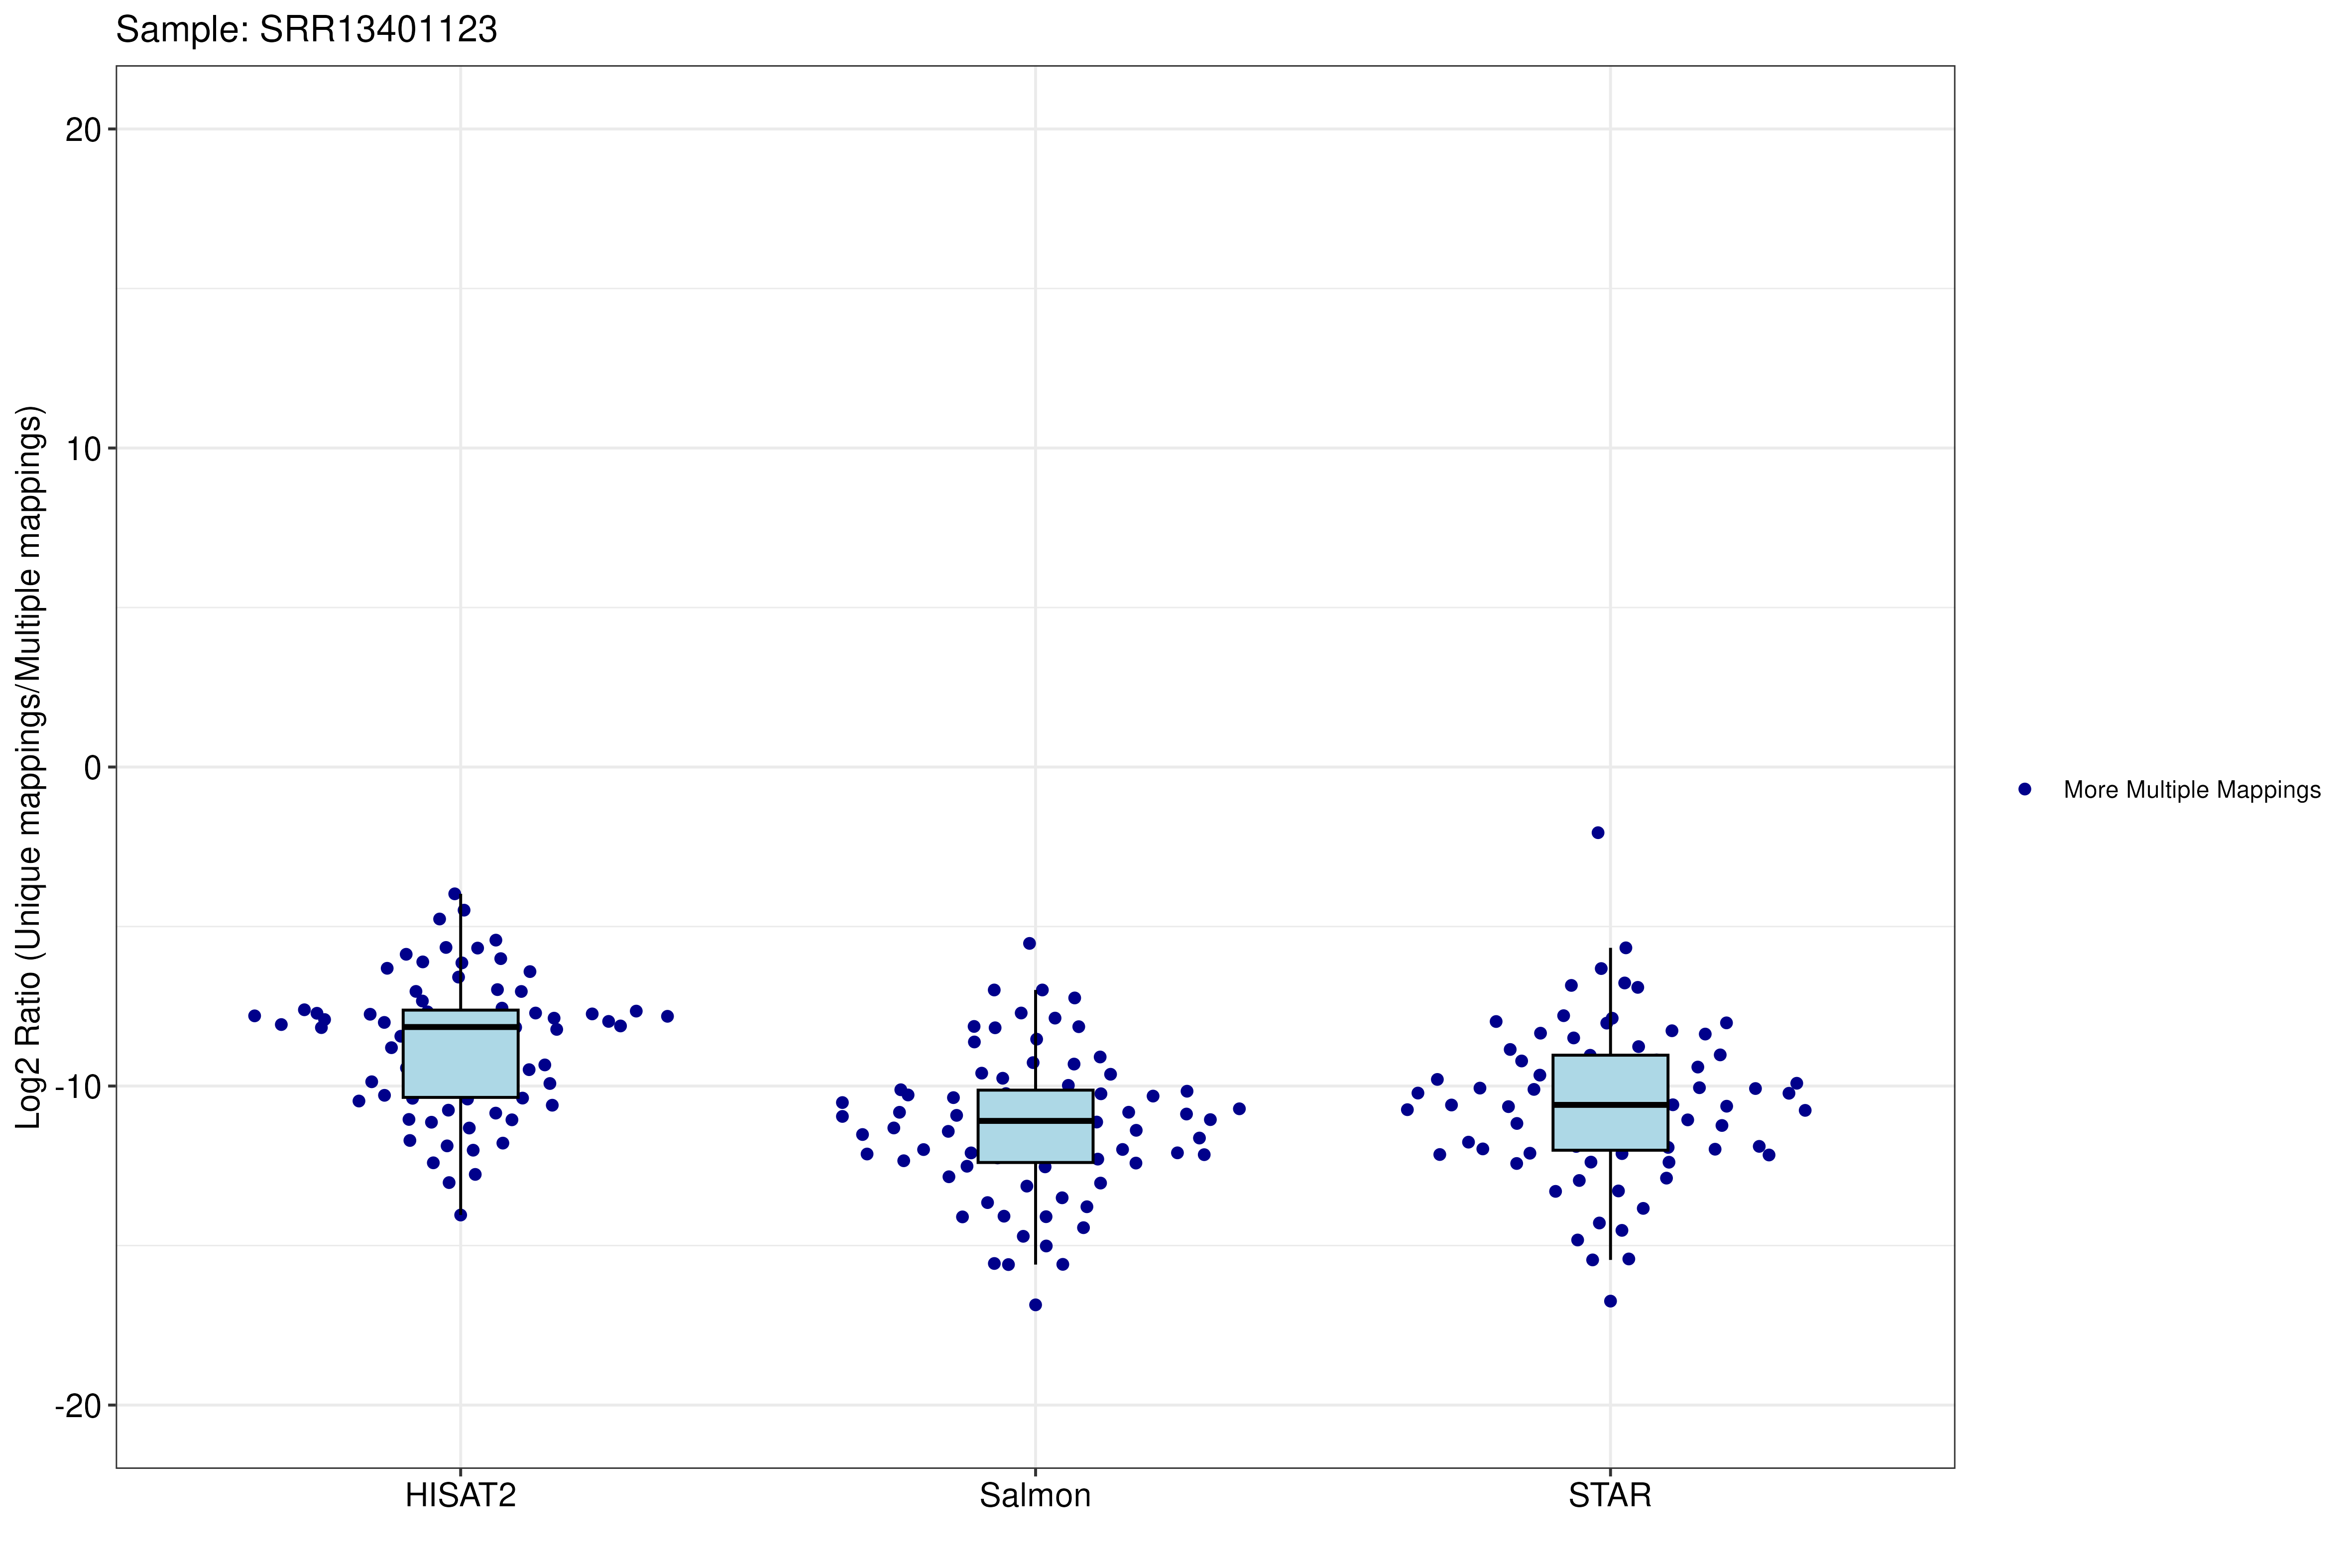 Sample: SRR13401123
Log2 Ratio (Unique mappings/Multiple mappings)
20
10
0
-10
-20
HISAT2
Salmon
STAR
More Multiple Mappings